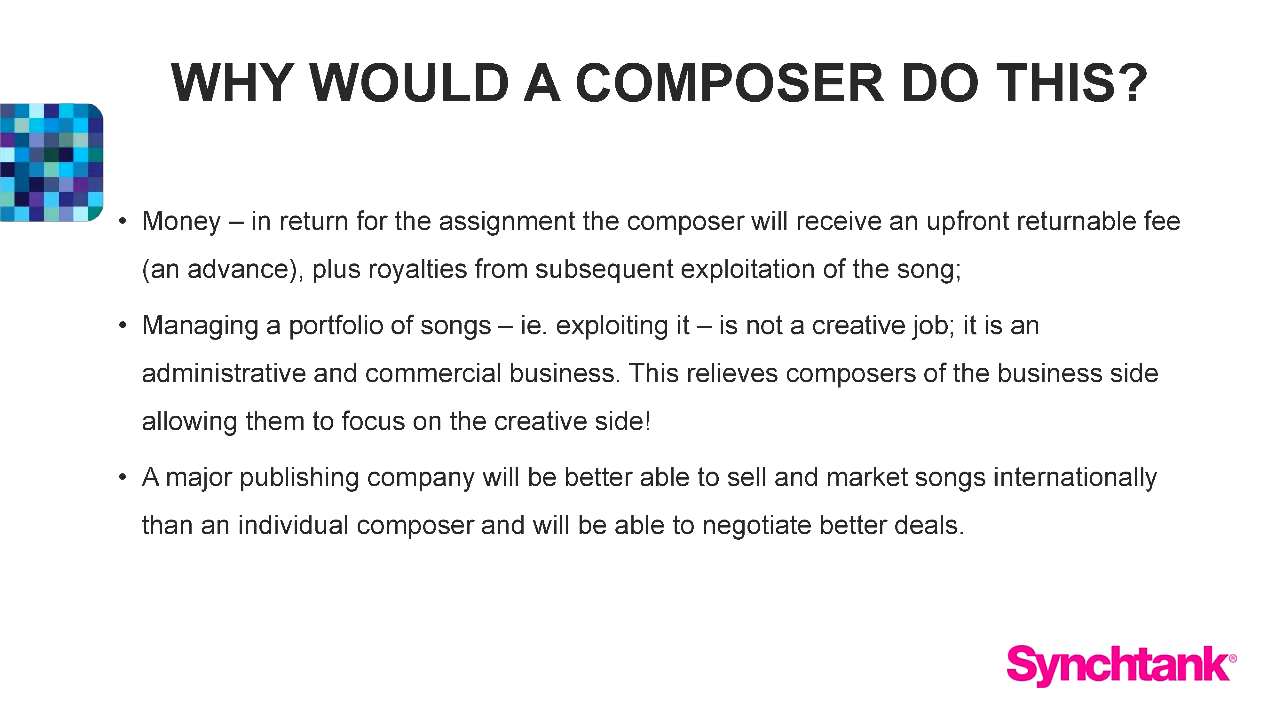 WHY WOULD A COMPOSER DO THIS?
• Money – in return for the assignment the composer will receive an upfront returnable fee
(an advance), plus royalties from subsequent exploitation of the song;
• Managing a portfolio of songs – ie. exploiting it – is not a creative job; it is an
administrative and commercial business. This relieves composers of the business side
allowing them to focus on the creative side!
• A major publishing company will be better able to sell and market songs internationally
than an individual composer and will be able to negotiate better deals.
Synchtank®